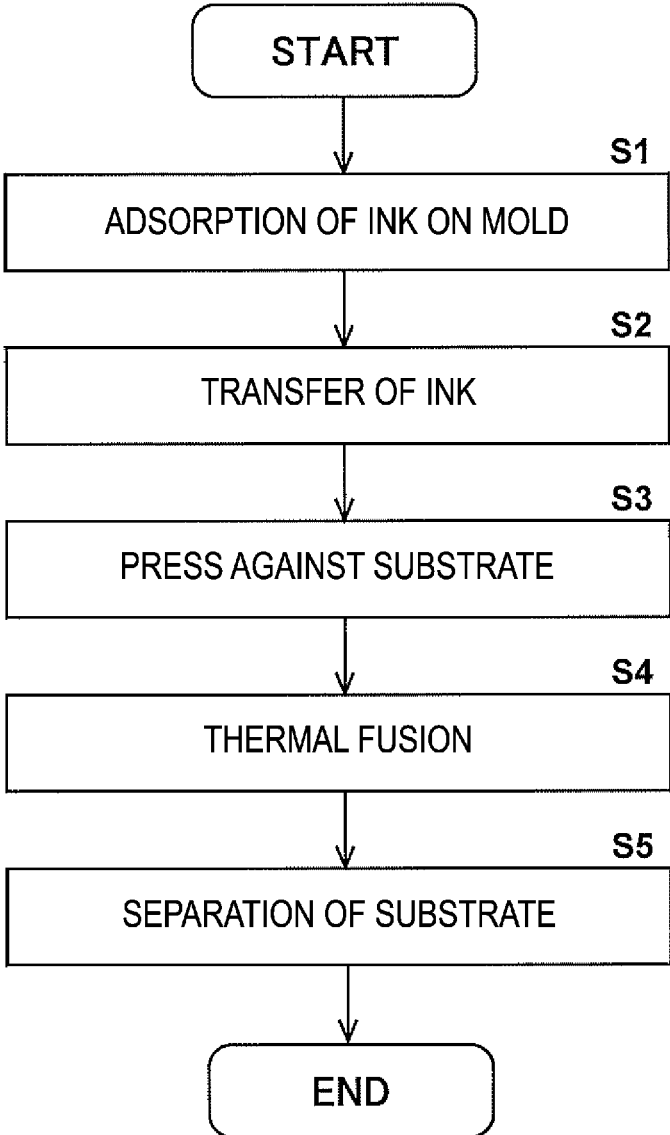 START
S1
ADSORPTION OF INK ON MOLD
S2
TRANSFER OF INK
S3
PRESS AGAINST SUBSTRATE
S4
THERMAL FUSION
S5
SEPARATION OF SUBSTRATE
END